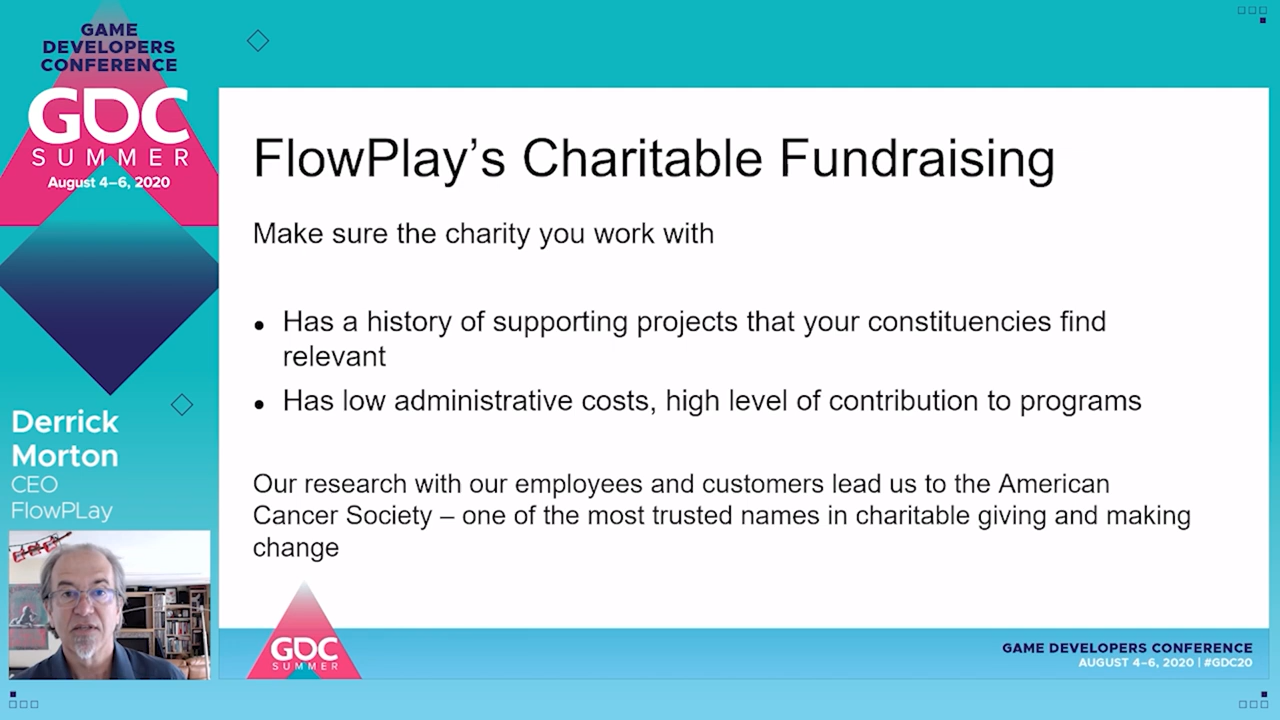 GAME
DEVELOPERS
CONFERENCE
GDC
SUMMER
August 4–6, 2020
Derrick
Morton
CEO
FlowPLay
FlowPlay’s Charitable Fundraising
Make sure the charity you work with
● Has a history of supporting projects that your constituencies find
relevant
● Has low administrative costs, high level of contribution to programs
Our research with our employees and customers lead us to the American
Cancer Society – one of the most trusted names in charitable giving and making
change
GDC
SUMMER
GAME DEVELOPERS CONFERENCE
AUGUST 4–6, 2020 | #GDC20